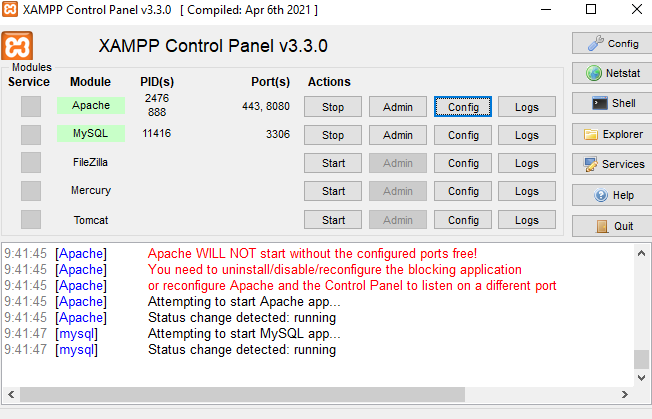 XAMPP Control Panel v3.3.0 [ Compiled: Apr 6th 2021 ]
XAMPP Control Panel v3.3.0
Config
Modules
Service Module PID(s) Port(s) Actions
Netstat
Apache 2476 888 443, 8080 Stop Admin Config Logs
Shell
MySQL 11416 3306 Stop Admin Config Logs
Explorer
FileZilla Start Admin Config Logs
Services
Mercury Start Admin Config Logs
Help
Tomcat Start Admin Config Logs
Quit
9:41:45 [Apache] Apache WILL NOT start without the configured ports free!
9:41:45 [Apache] You need to uninstall/disable/reconfigure the blocking application
9:41:45 [Apache] or reconfigure Apache and the Control Panel to listen on a different port
9:41:45 [Apache] Attempting to start Apache app...
9:41:45 [Apache] Status change detected: running
9:41:47 [mysql] Attempting to start MySQL app...
9:41:47 [mysql] Status change detected: running